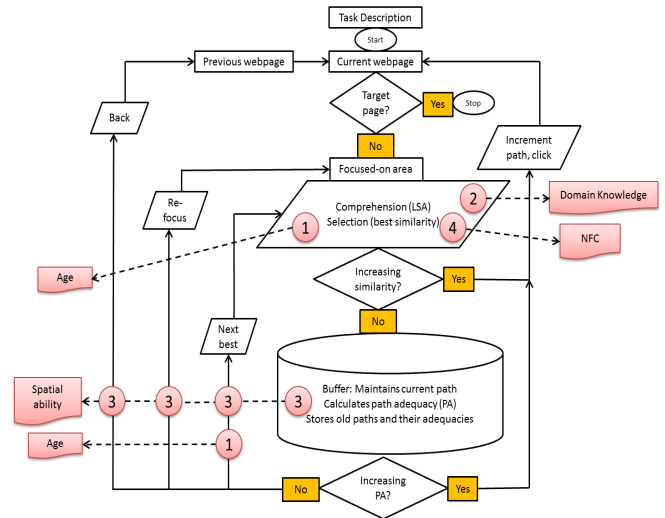 Task Description
Start
Previous webpage
Current webpage
Target
page?
Yes
Stop
Back
Increment
path, click
No
Focused-on area
Re-
focus
Comprehension (LSA)
Selection (best similarity)
2
1
4
Domain Knowledge
NFC
Age
Increasing
similarity?
Yes
No
Next
best
Buffer: Maintains current path
Calculates path adequacy (PA)
Stores old paths and their adequacies
Spatial
ability
3
3
3
3
Age
1
No
Increasing
PA?
Yes